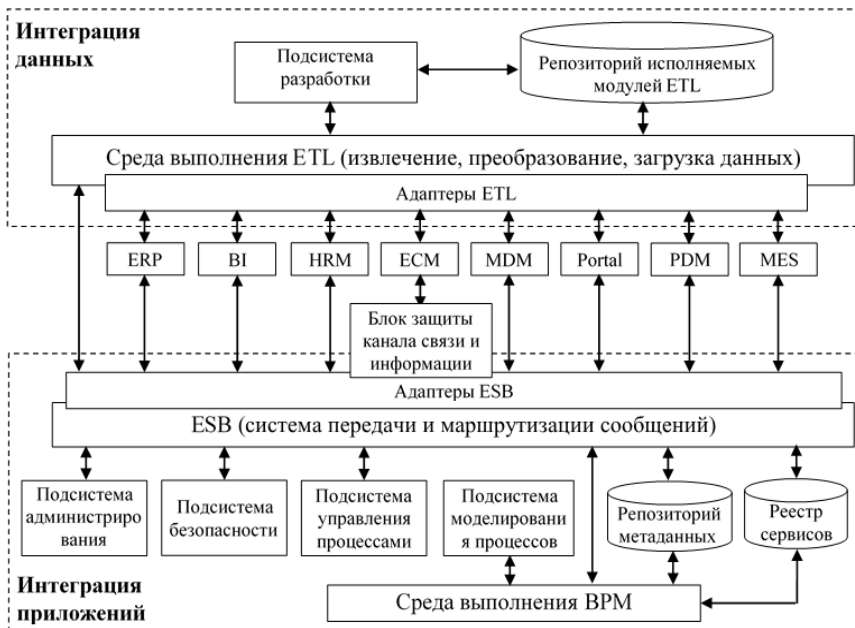 Интеграция
данных
Подсистема
разработки
Репозиторий исполняемых
модулей ETL
Среда выполнения ETL (извлечение, преобразование, загрузка данных)
Адаптеры ETL
ERP
BI
HRM
ECM
MDM
Portal
PDM
MES
Блок защиты
канала связи и
информации
Адаптеры ESB
ESB (система передачи и маршрутизации сообщений)
Подсистема
администриро
вания
Подсистема
безопасности
Подсистема
управления
процессами
Подсистема
моделировани
я процессов
Репозиторий
метаданных
Реестр
сервисов
Интеграция
приложений
Среда выполнения BPM